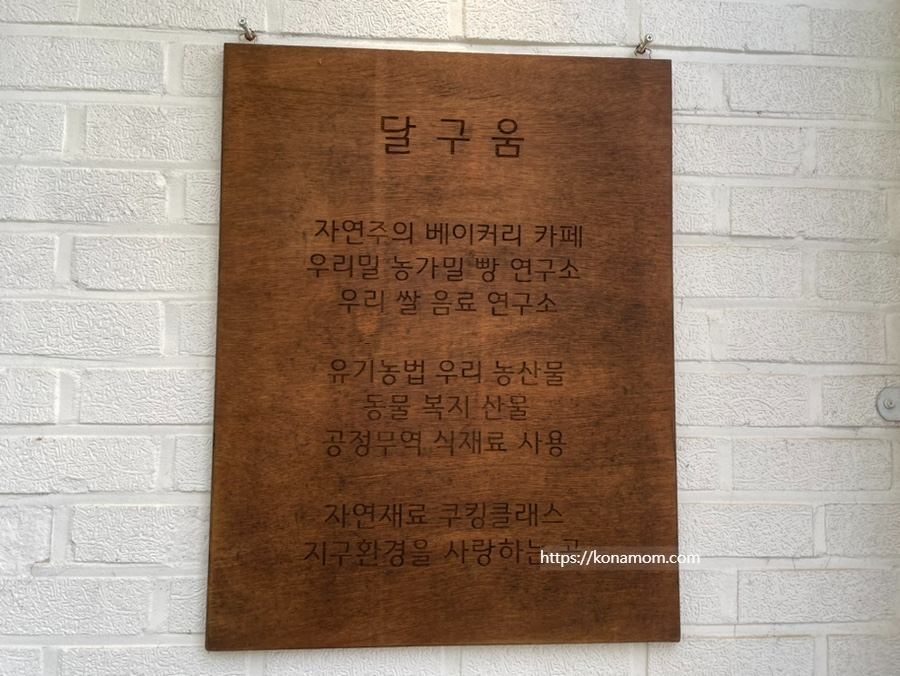 달구움
자연주의 베이커리 카페
우리밀 농가밀 빵 연구소
우리 쌀 음료 연구소
유기농법 우리 농산물
동물 복지 산물
공정무역 식재료 사용
자연재료 쿠킹클래스
지구환경을 사랑하는 곳
https://konamom.com